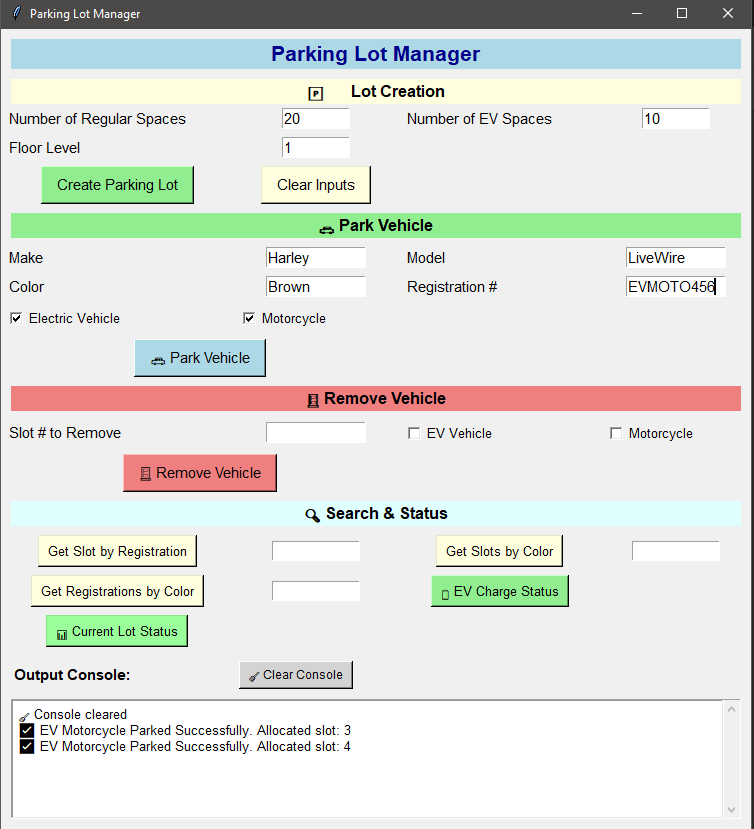 Parking Lot Manager
Parking Lot Manager
Lot Creation
Number of Regular Spaces 20 Number of EV Spaces 10
Floor Level 1
Create Parking Lot Clear Inputs
Park Vehicle
Make Harley Model LiveWire
Color Brown Registration # EVMOTO456
Electric Vehicle Motorcycle
Park Vehicle
Remove Vehicle
Slot # to Remove EV Vehicle Motorcycle
Remove Vehicle
Search & Status
Get Slot by Registration Get Slots by Color
Get Registrations by Color EV Charge Status
Current Lot Status
Output Console: Clear Console
Console cleared
EV Motorcycle Parked Successfully. Allocated slot: 3
EV Motorcycle Parked Successfully. Allocated slot: 4